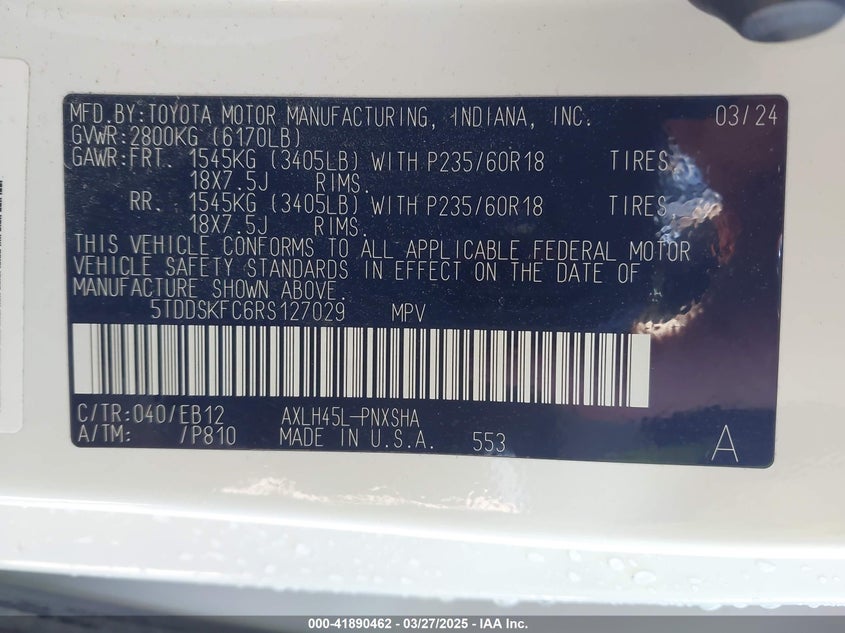 MFD.BY:TOYOTA MOTOR MANUFACTURING, INDIANA, INC. 03/24
GVWR:2800KG (6170LB)
GAWR:FRT. 1545KG (3405LB) WITH P235/60R18 TIRES,
18X7.5J RIMS.
RR. 1545KG (3405LB) WITH P235/60R18 TIRES,
18X7.5J RIMS.
THIS VEHICLE CONFORMS TO ALL APPLICABLE FEDERAL MOTOR
VEHICLE SAFETY STANDARDS IN EFFECT ON THE DATE OF
MANUFACTURE SHOWN ABOVE.
5TDDSKFC6RS127029 MPV
C/TR:040/EB12 AXLH45L-PNXSHA
A/TM: /P810 MADE IN U.S.A. 553 A
000-41890462 - 03/27/2025 - IAA Inc.